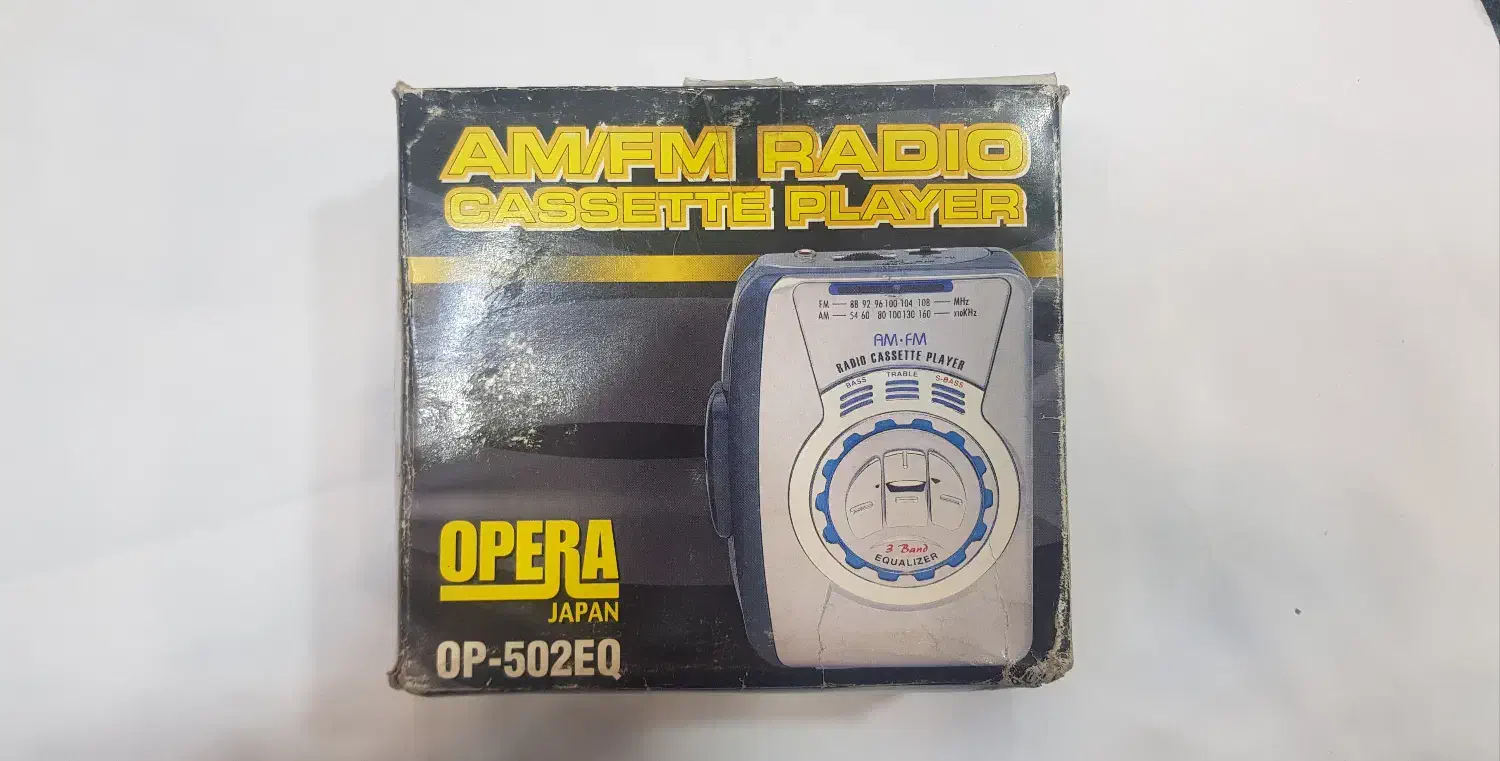 AM/FM RADIO
CASSETTE PLAYER
FM — 88 92 96 100 104 108 — MHz
AM — 54 60 80 100 130 160 — x10KHz
AM·FM
RADIO CASSETTE PLAYER
BASS TRABLE S-BASS
3 Band
EQUALIZER
OPERA
JAPAN
OP-502EQ